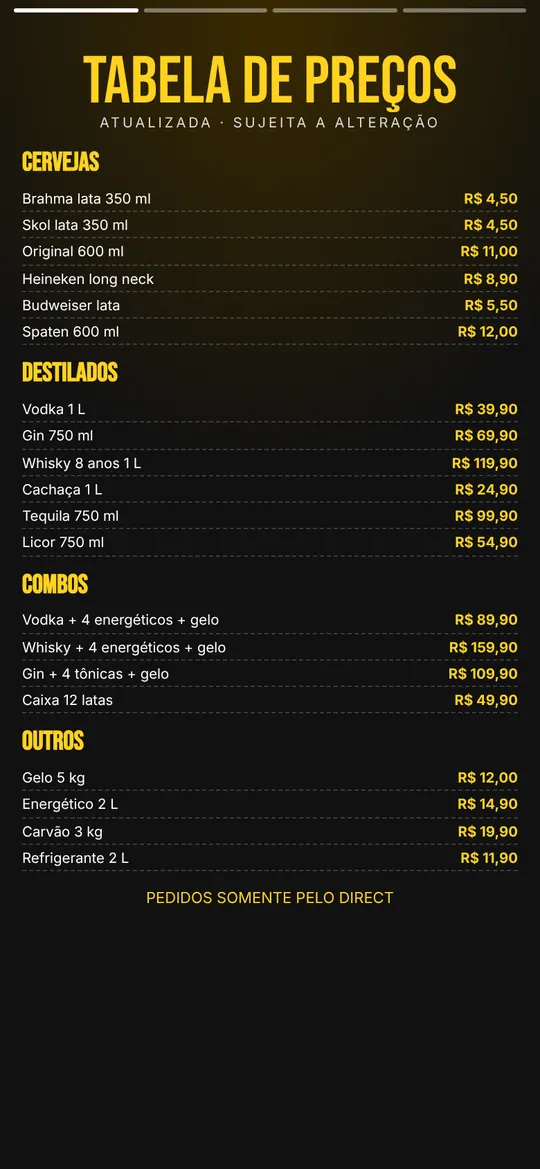 TABELA DE PREÇOS
ATUALIZADA · SUJEITA A ALTERAÇÃO
CERVEJAS
Brahma lata 350 ml R$ 4,50
Skol lata 350 ml R$ 4,50
Original 600 ml R$ 11,00
Heineken long neck R$ 8,90
Budweiser lata R$ 5,50
Spaten 600 ml R$ 12,00
DESTILADOS
Vodka 1 L R$ 39,90
Gin 750 ml R$ 69,90
Whisky 8 anos 1 L R$ 119,90
Cachaça 1 L R$ 24,90
Tequila 750 ml R$ 99,90
Licor 750 ml R$ 54,90
COMBOS
Vodka + 4 energéticos + gelo R$ 89,90
Whisky + 4 energéticos + gelo R$ 159,90
Gin + 4 tônicas + gelo R$ 109,90
Caixa 12 latas R$ 49,90
OUTROS
Gelo 5 kg R$ 12,00
Energético 2 L R$ 14,90
Carvão 3 kg R$ 19,90
Refrigerante 2 L R$ 11,90
PEDIDOS SOMENTE PELO DIRECT